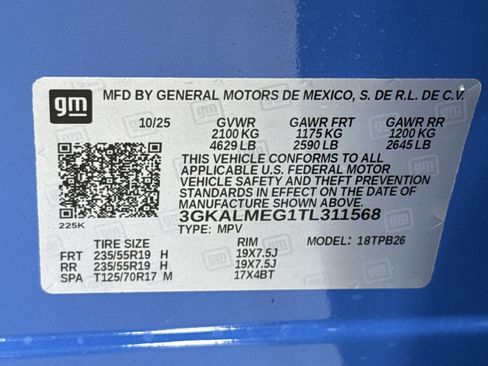 gm
MFD BY GENERAL MOTORS DE MEXICO, S. DE R.L. DE C.V.
10/25 GVWR GAWR FRT GAWR RR
2100 KG 1175 KG 1200 KG
4629 LB 2590 LB 2645 LB
THIS VEHICLE CONFORMS TO ALL
APPLICABLE U.S. FEDERAL MOTOR
VEHICLE SAFETY AND THEFT PREVENTION
STANDARDS IN EFFECT ON THE DATE OF
MANUFACTURE SHOWN ABOVE.
225K
3GKALMEG1TL311568
TYPE: MPV
TIRE SIZE RIM MODEL: 18TPB26
FRT 235/55R19 H 19X7.5J
RR 235/55R19 H 19X7.5J
SPA T125/70R17 M 17X4BT